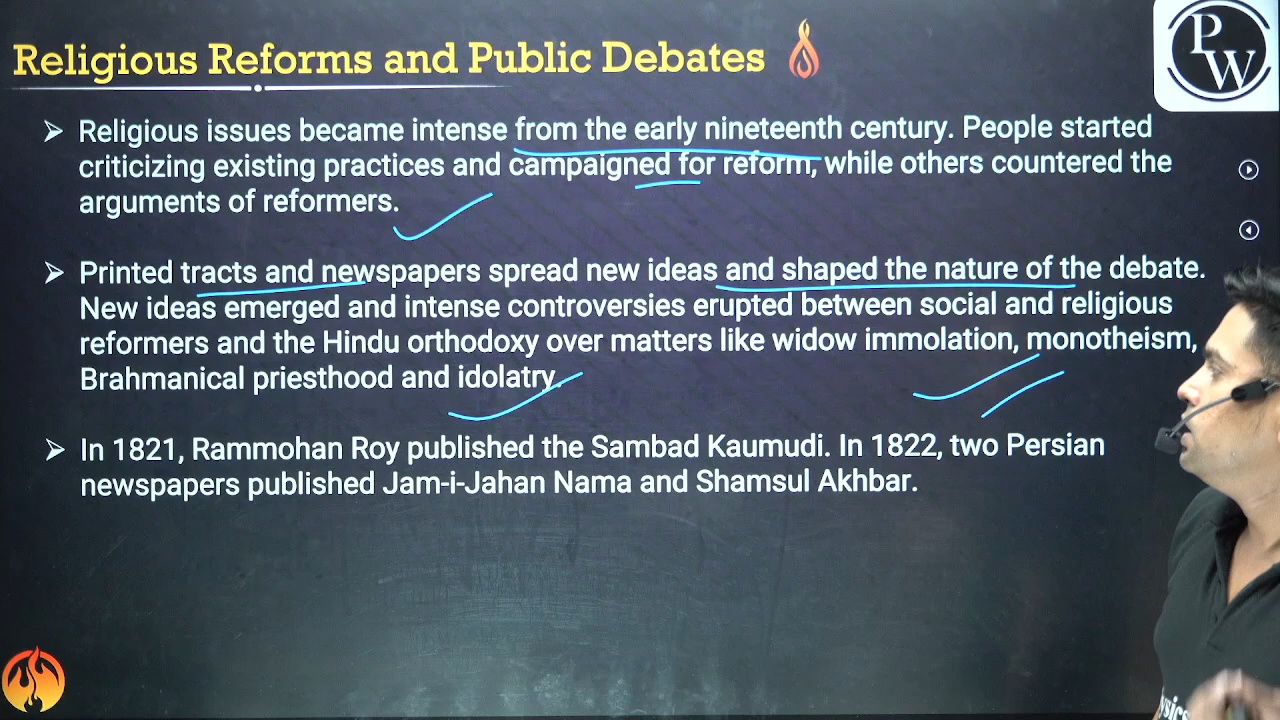 Religious Reforms and Public Debates
PW
Religious issues became intense from the early nineteenth century. People started
criticizing existing practices and campaigned for reform, while others countered the
arguments of reformers.
Printed tracts and newspapers spread new ideas and shaped the nature of the debate.
New ideas emerged and intense controversies erupted between social and religious
reformers and the Hindu orthodoxy over matters like widow immolation, monotheism,
Brahmanical priesthood and idolatry.
In 1821, Rammohan Roy published the Sambad Kaumudi. In 1822, two Persian
newspapers published Jam-i-Jahan Nama and Shamsul Akhbar.